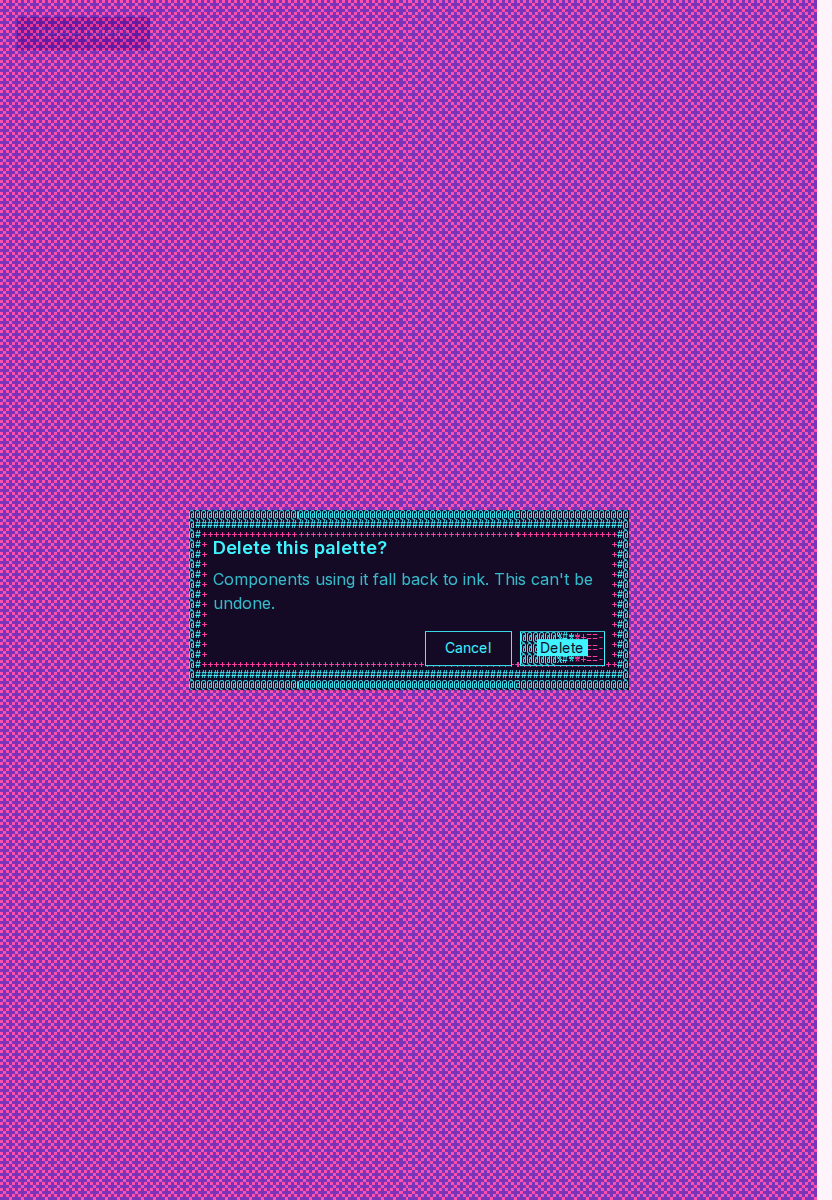 Delete this palette?
Components using it fall back to ink. This can't be
undone.
Cancel
Delete